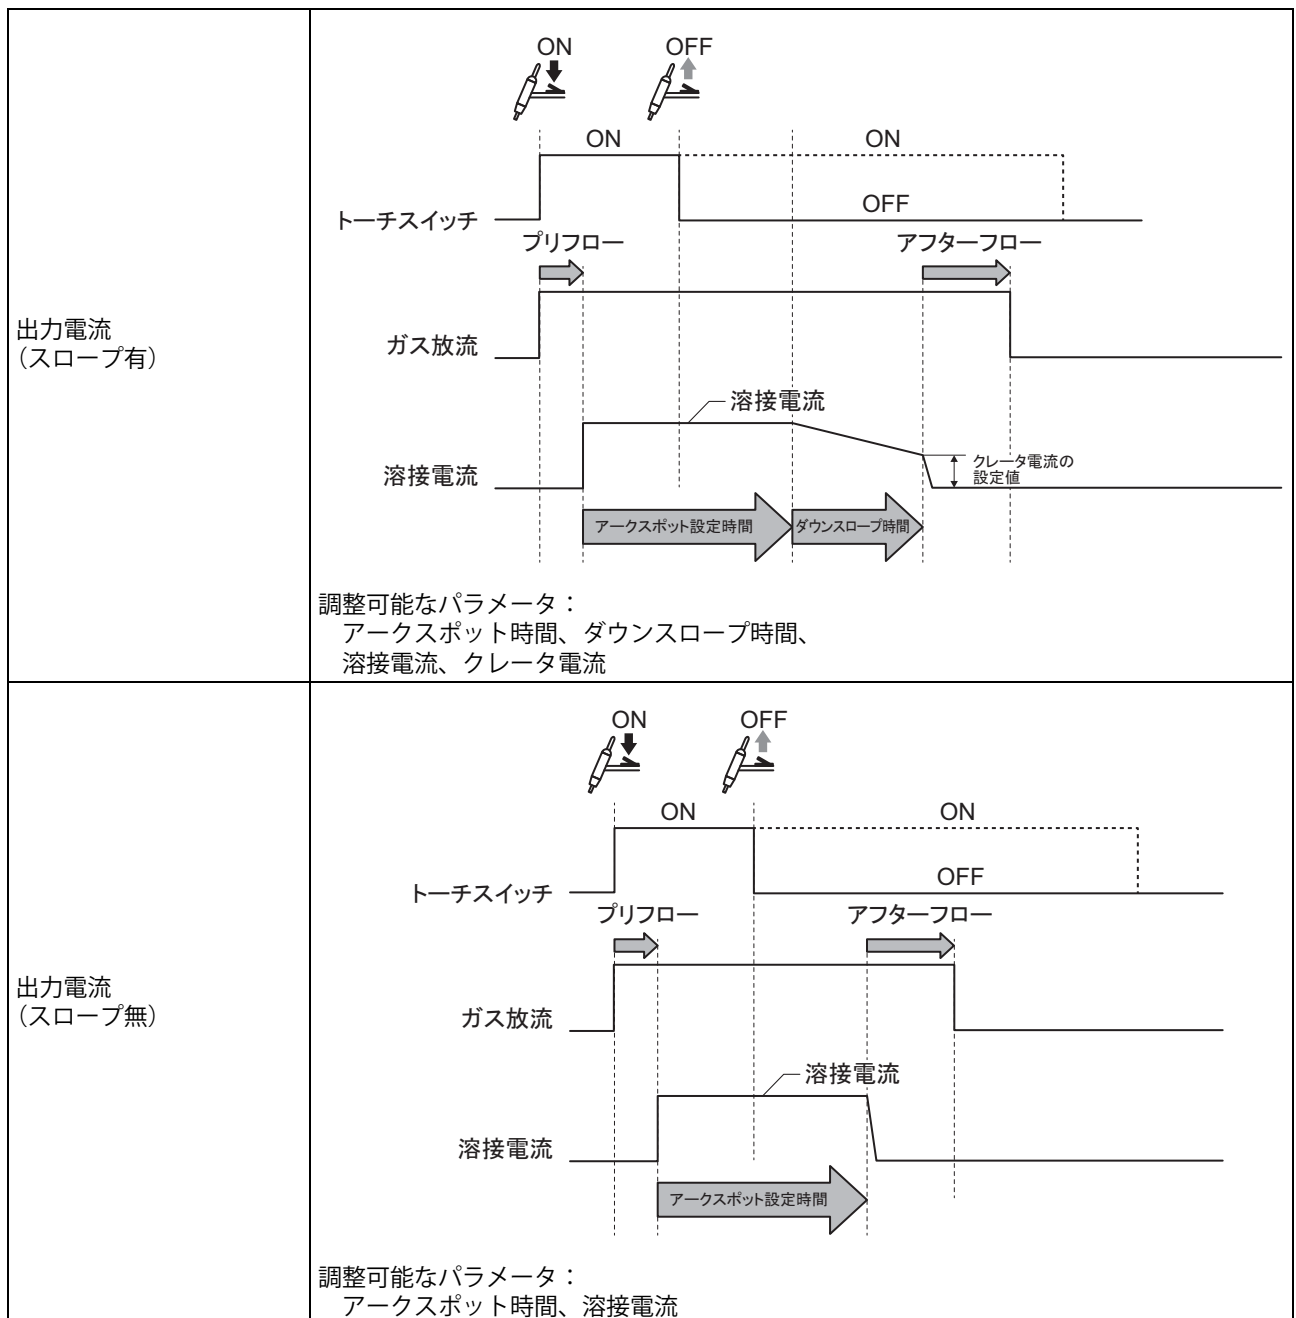 出力電流
（スロープ有）
ON
OFF
ON
ON
OFF
トーチスイッチ
プリフロー
アフターフロー
ガス放流
溶接電流
溶接電流
クレータ電流の
設定値
アークスポット設定時間
ダウンスロープ時間
調整可能なパラメータ：
アークスポット時間、ダウンスロープ時間、
溶接電流、クレータ電流
出力電流
（スロープ無）
ON
OFF
ON
ON
OFF
トーチスイッチ
プリフロー
アフターフロー
ガス放流
溶接電流
溶接電流
アークスポット設定時間
調整可能なパラメータ：
アークスポット時間、溶接電流